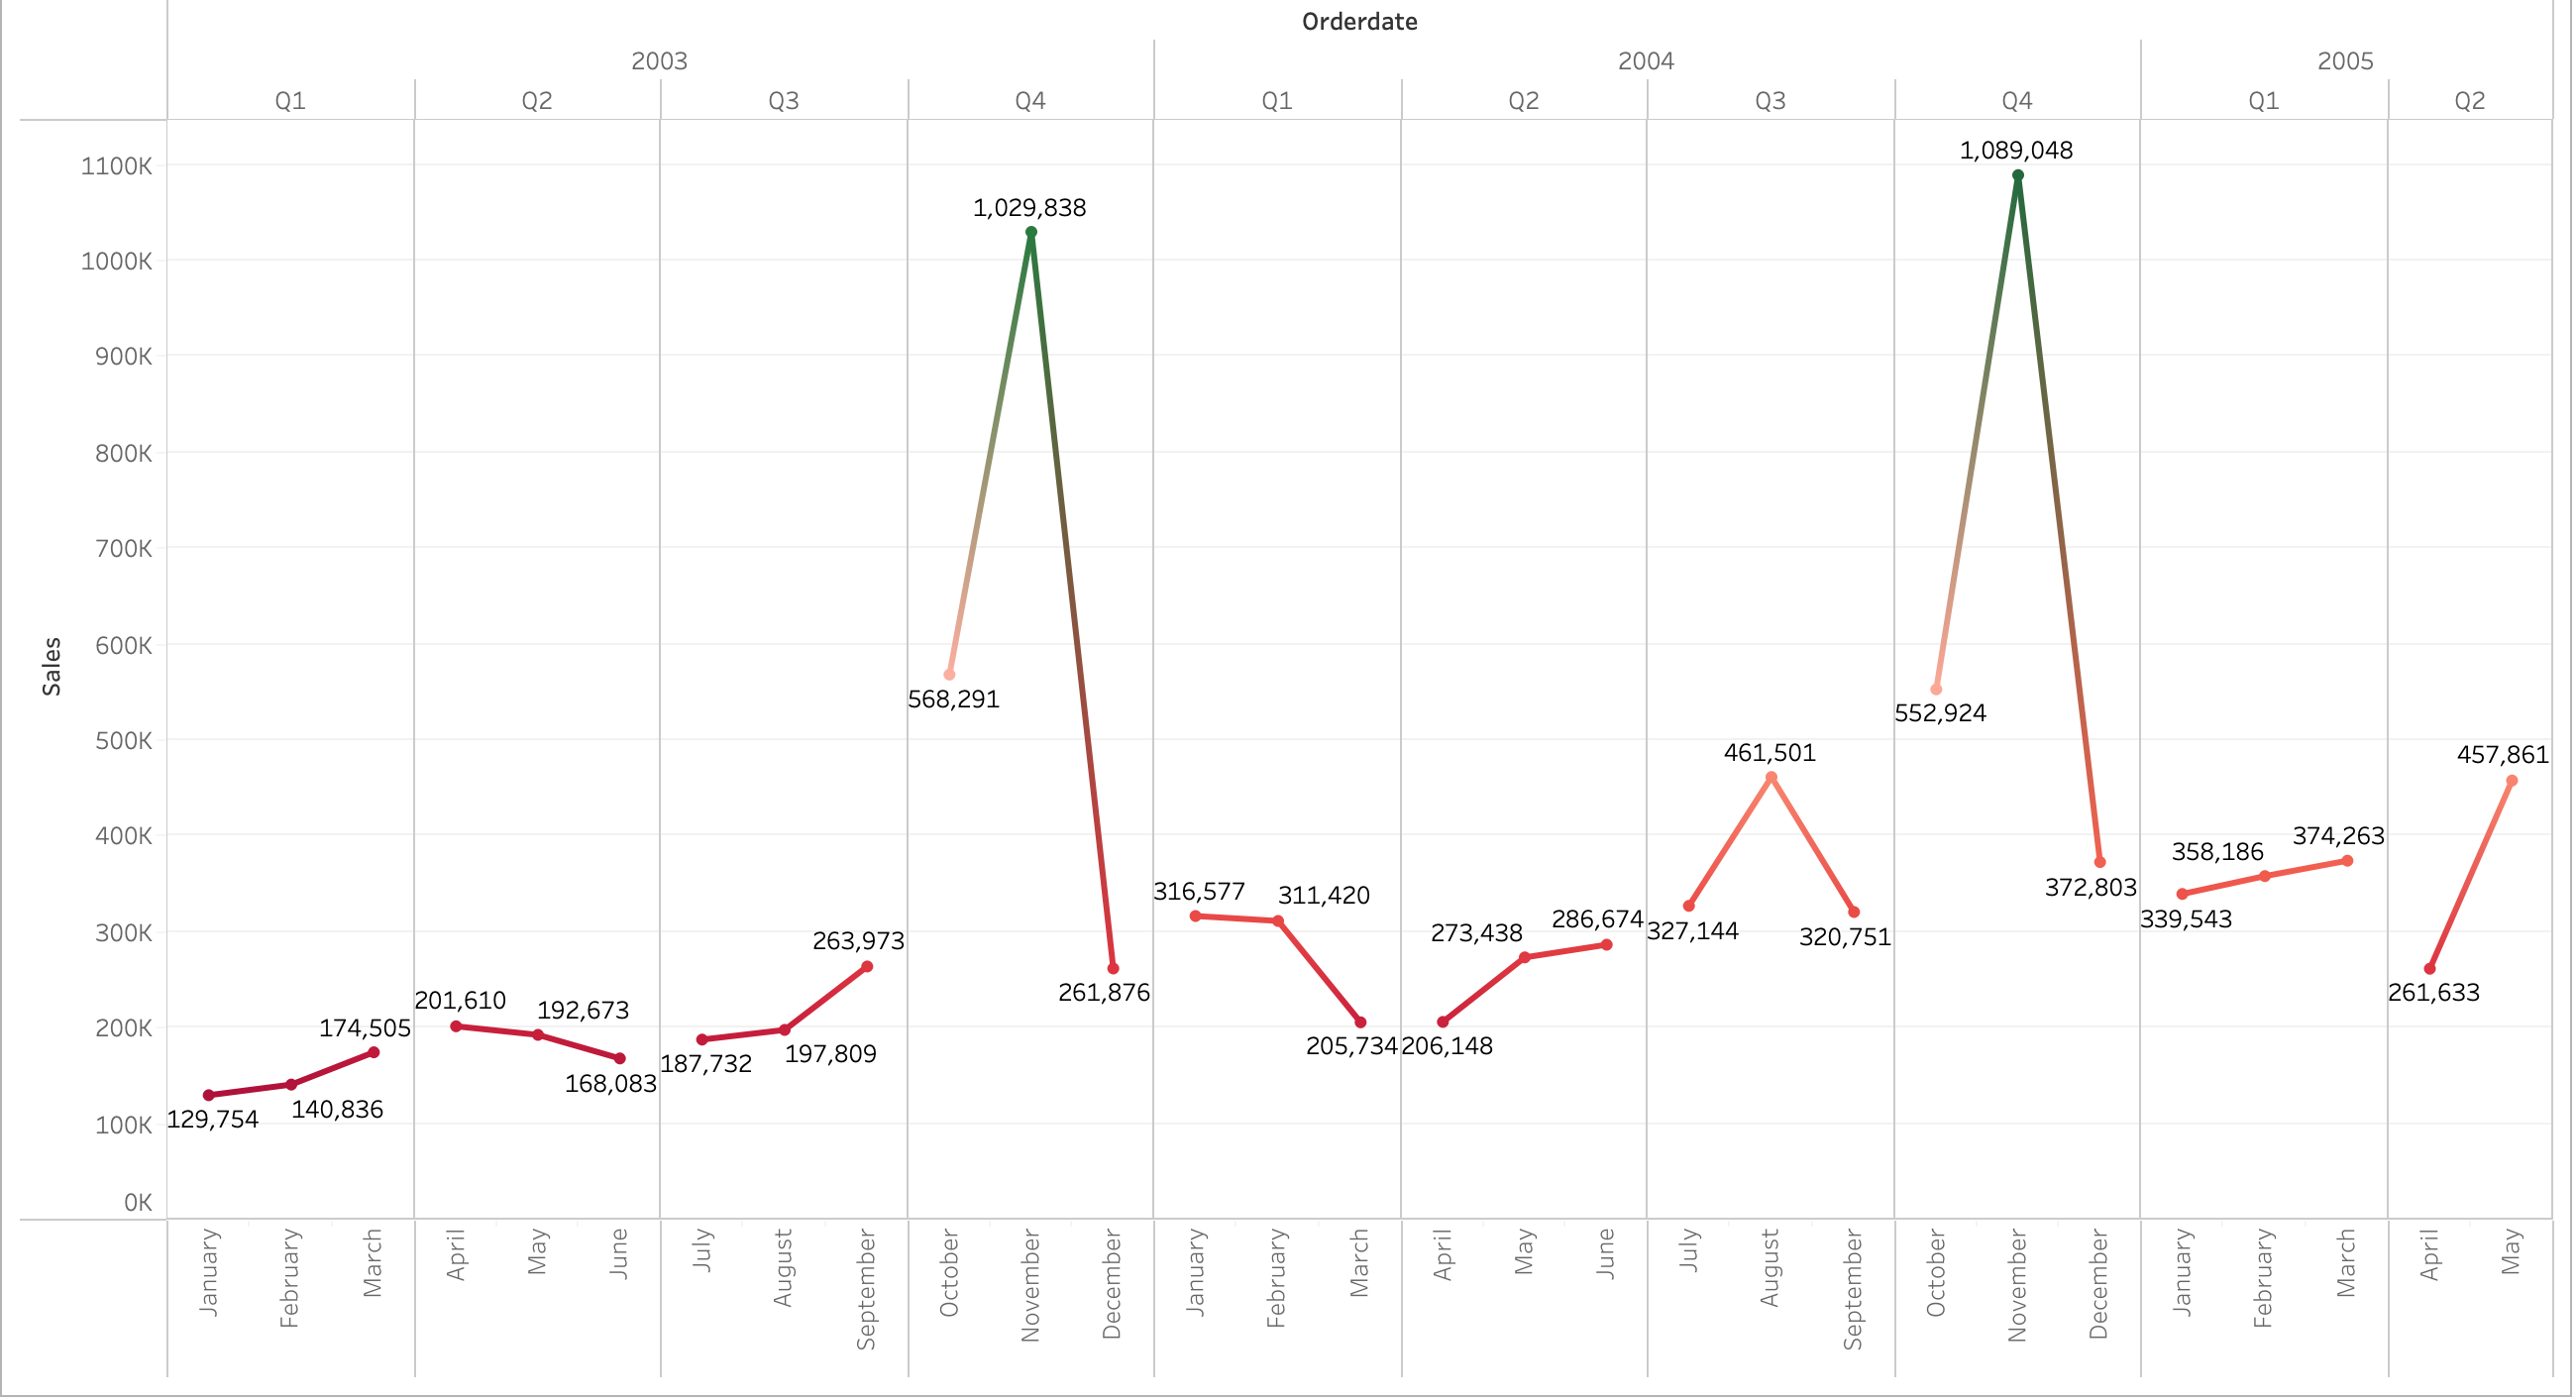 Orderdate
2003 2004 2005
Q1 Q2 Q3 Q4 Q1 Q2 Q3 Q4 Q1 Q2
Sales
1100K
1000K
900K
800K
700K
600K
500K
400K
300K
200K
100K
0K
129,754
140,836
174,505
201,610
192,673
168,083
187,732
197,809
263,973
568,291
1,029,838
261,876
316,577
311,420
205,734
206,148
273,438
286,674
327,144
461,501
320,751
552,924
1,089,048
372,803
339,543
358,186
374,263
261,633
457,861
January
February
March
April
May
June
July
August
September
October
November
December
January
February
March
April
May
June
July
August
September
October
November
December
January
February
March
April
May